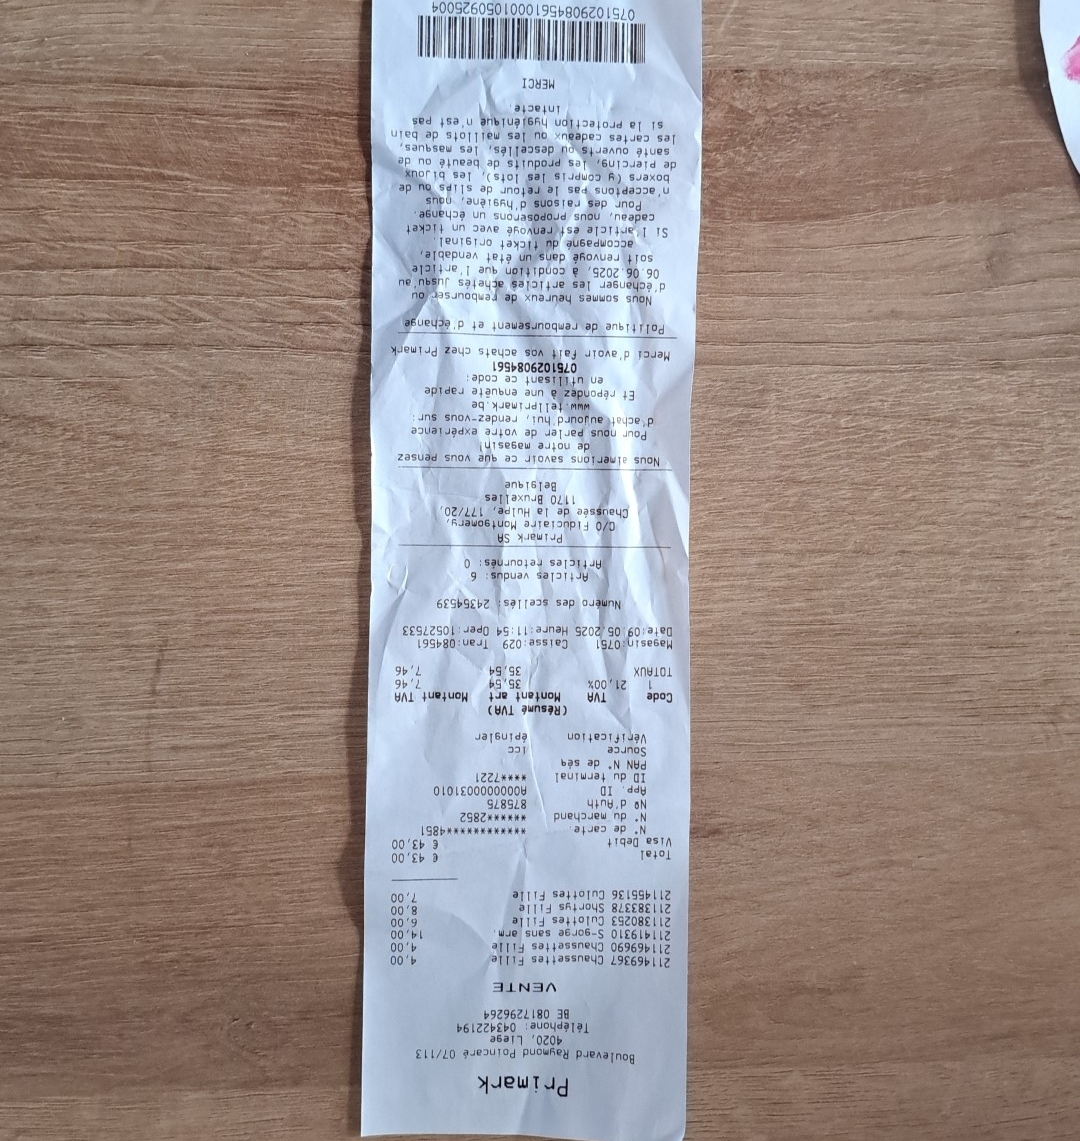 Primark
Boulevard Raymond Poincaré 07/113
4020, Liege
Téléphone: 043422194
BE 0817296264
VENTE
211469367 Chaussettes Fille 4,00
211469690 Chaussettes Fille 4,00
211419310 S-gorge sans arm. 14,00
211380253 Culottes Fille 6,00
211383378 Shortys Fille 8,00
211455136 Culottes Fille 7,00
Total € 43,00
Visa Debit € 43,00
N° de carte. ************4851
N° du marchand ******2852
Nº d'Auth 875875
App. ID A0000000031010
ID du terminal ****7221
PAN N° de séq
Source icc
Vérification épingler
(Résumé TVA)
Code TVA Montant art Montant TVA
1 21,00% 35,54 7,46
TOTAUX 35,54 7,46
Magasin:0751 Caisse:029 Tran:084561
Date:09.05.2025 Heure:11:54 Oper:10527533
Numéro des scellés: 24354539
Articles vendus: 6
Articles retournés: 0
Primark SA
C/O Fiduciaire Montgomery,
Chaussée de la Hulpe, 177/20,
1170 Bruxelles
Belgique
Nous aimerions savoir ce que vous pensez
de notre magasin!
Pour nous parler de votre expérience
d'achat aujourd'hui, rendez-vous sur:
www.tellprimark.be
Et répondez à une enquête rapide
en utilisant ce code:
0751029084561
Merci d'avoir fait vos achats chez Primark
Politique de remboursement et d'échange
Nous sommes heureux de rembourser ou
d'échanger les articles achetés jusqu'au
06.06.2025, à condition que l'article
soit renvoyé dans un état vendable,
accompagné du ticket original.
Si l'article est renvoyé avec un ticket
cadeau, nous proposerons un échange.
Pour des raisons d'hygiène, nous
n'acceptons pas le retour de slips ou de
boxers (y compris les lots), les bijoux
de piercing, les produits de beauté ou de
santé ouverts ou descellés, les masques,
les cartes cadeaux ou les maillots de bain
si la protection hygiénique n'est pas
intacte.
MERCI
07510290845610001050925004